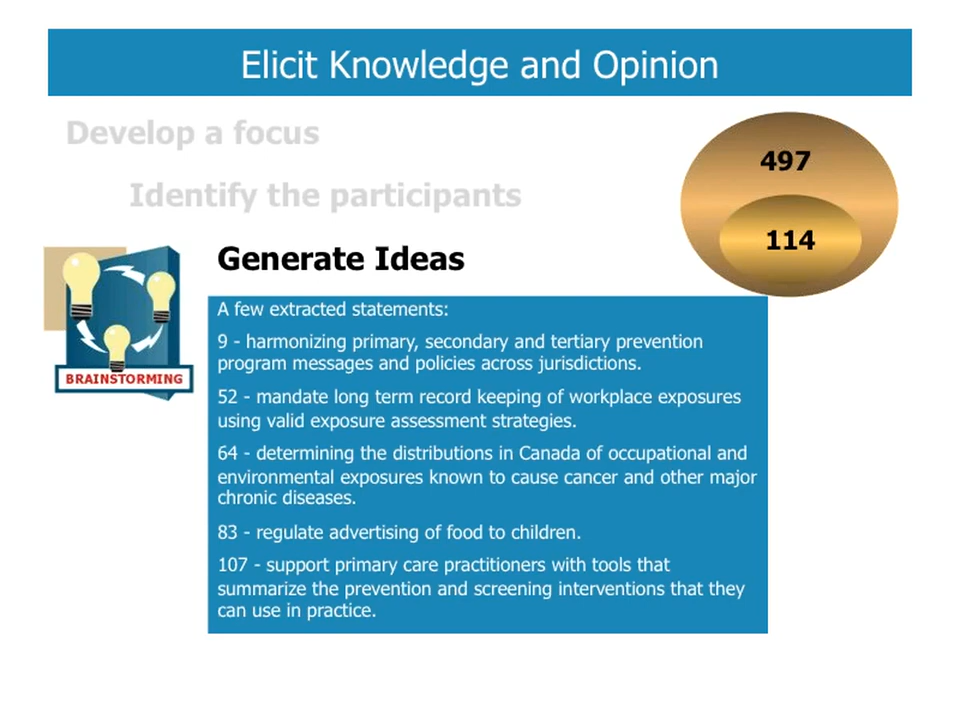 Elicit Knowledge and Opinion
Develop a focus
497
Identify the participants
114
Generate Ideas
BRAINSTORMING
A few extracted statements:
9 - harmonizing primary, secondary and tertiary prevention
program messages and policies across jurisdictions.
52 - mandate long term record keeping of workplace exposures
using valid exposure assessment strategies.
64 - determining the distributions in Canada of occupational and
environmental exposures known to cause cancer and other major
chronic diseases.
83 - regulate advertising of food to children.
107 - support primary care practitioners with tools that
summarize the prevention and screening interventions that they
can use in practice.